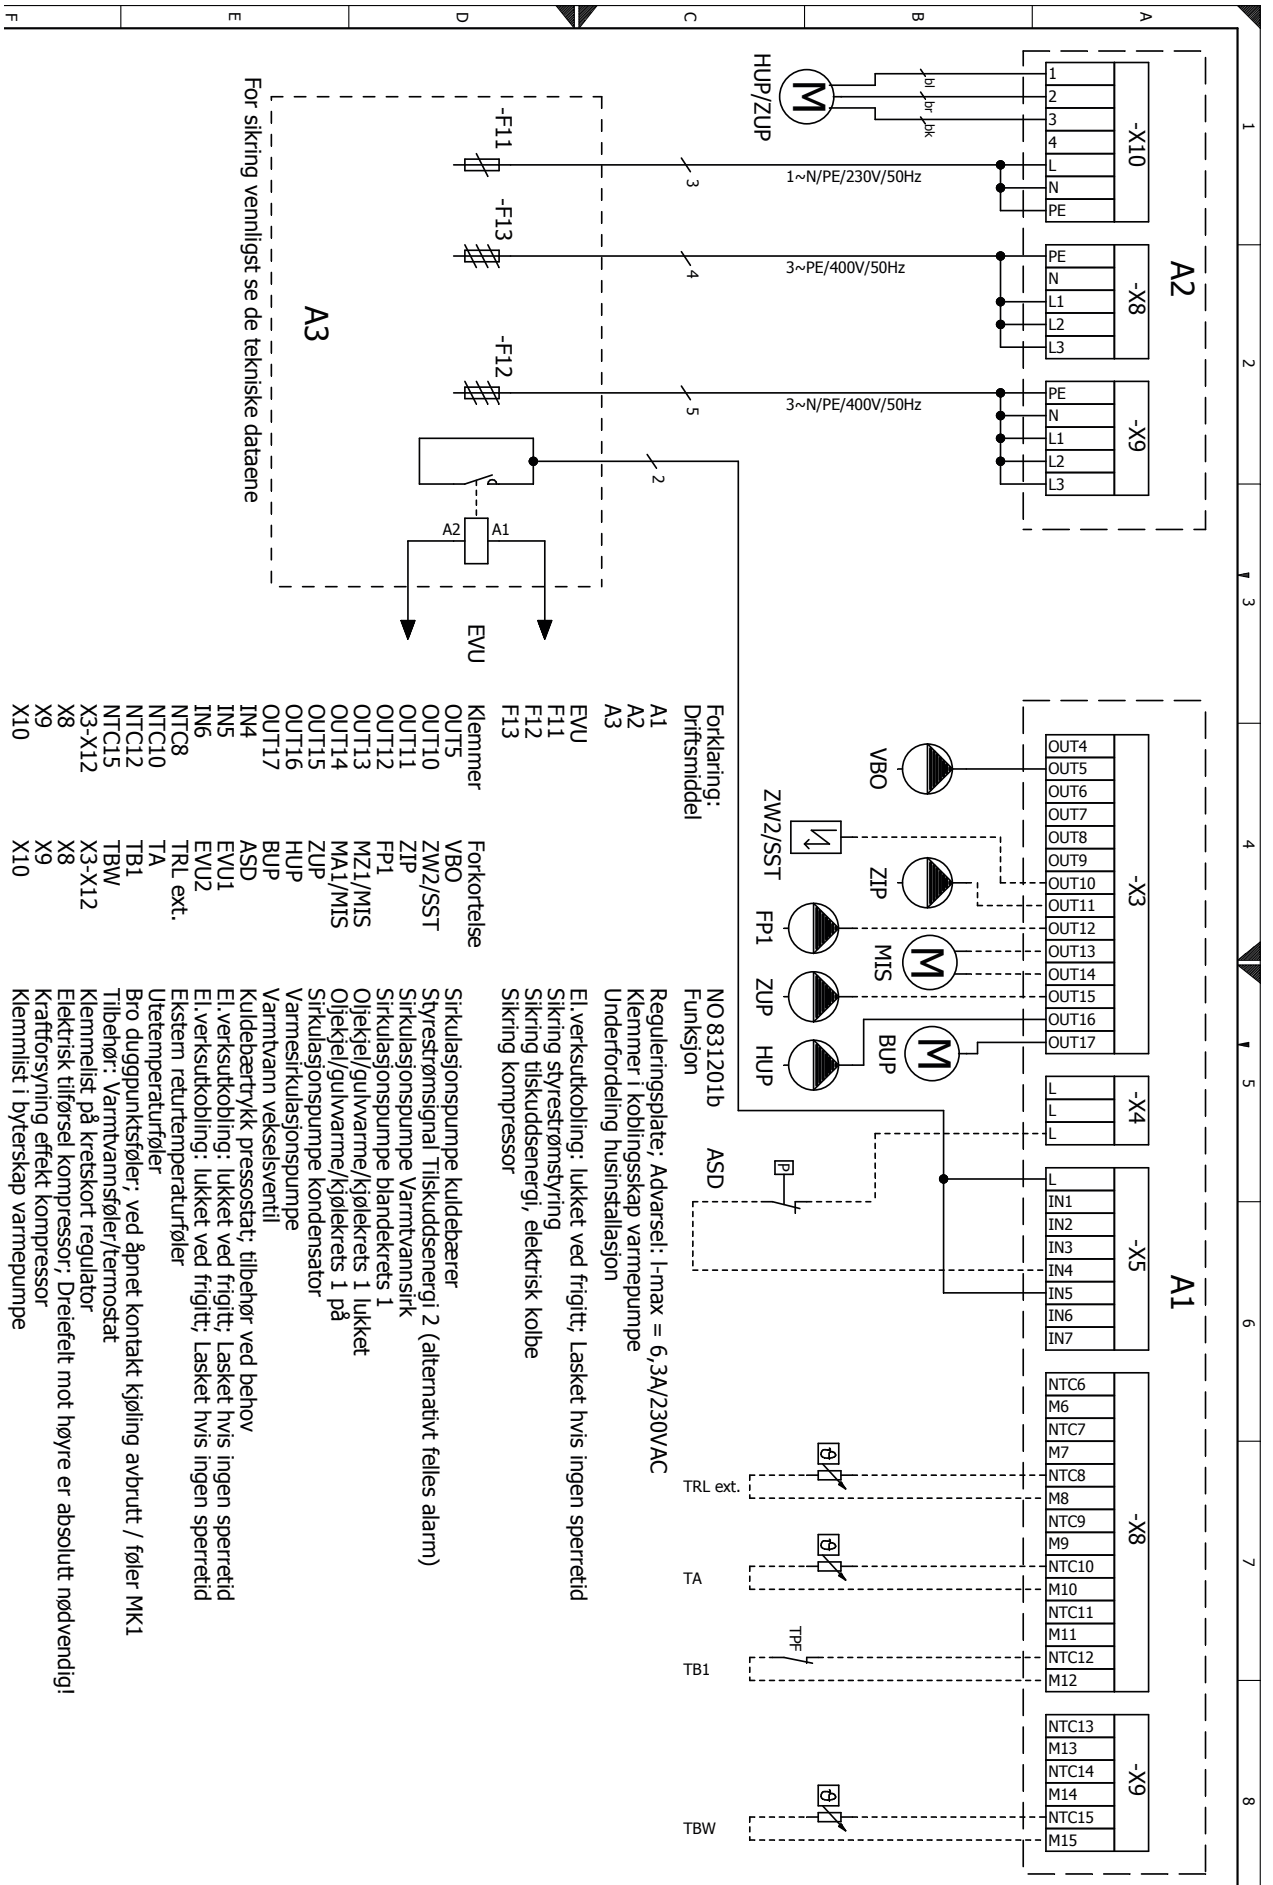 1
2
3
4
5
6
7
8
A
B
C
D
E
F
A2
-X10
1
2
3
4
L
N
PE
-X8
PE
N
L1
L2
L3
-X9
PE
N
L1
L2
L3
bl
br
bk
M
HUP/ZUP
1~N/PE/230V/50Hz
3
3~PE/400V/50Hz
4
3~N/PE/400V/50Hz
5
2
-F11
-F13
-F12
A3
A2
A1
EVU
For sikring vennligst se de tekniske dataene
A1
-X3
OUT4
OUT5
OUT6
OUT7
OUT8
OUT9
OUT10
OUT11
OUT12
OUT13
OUT14
OUT15
OUT16
OUT17
-X4
L
L
L
-X5
L
IN1
IN2
IN3
IN4
IN5
IN6
IN7
-X8
NTC6
M6
NTC7
M7
NTC8
M8
NTC9
M9
NTC10
M10
NTC11
M11
NTC12
M12
-X9
NTC13
M13
NTC14
M14
NTC15
M15
VBO
ZW2/SST
ZIP
FP1
M
MIS
ZUP
HUP
M
BUP
P
ASD
ϑ
TRL ext.
ϑ
TA
TPF
TB1
ϑ
TBW
Forklaring: NO 831201b
Driftsmiddel Funksjon
A1 Reguleringsplate; Advarsel: I-max = 6,3A/230VAC
A2 Klemmer i koblingsskap varmepumpe
A3 Underfordeling husinstallasjon
EVU El.verksutkobling: lukket ved frigitt; Lasket hvis ingen sperretid
F11 Sikring styrestrømstyring
F12 Sikring tilskuddsenergi, elektrisk kolbe
F13 Sikring kompressor
Klemmer Forkortelse
OUT5 VBO Sirkulasjonspumpe kuldebærer
OUT10 ZW2/SST Styrestrømsignal Tilskuddsenergi 2 (alternativt felles alarm)
OUT11 ZIP Sirkulasjonspumpe Varmtvannsirk
OUT12 FP1 Sirkulasjonspumpe blandekrets 1
OUT13 MZ1/MIS Oljekjel/gulvvarme/kjølekrets 1 lukket
OUT14 MA1/MIS Oljekjel/gulvvarme/kjølekrets 1 på
OUT15 ZUP Sirkulasjonspumpe kondensator
OUT16 HUP Varmesirkulasjonspumpe
OUT17 BUP Varmtvann vekselsventil
IN4 ASD Kuldebærtrykk pressostat; tilbehør ved behov
IN5 EVU1 El.verksutkobling: lukket ved frigitt; Lasket hvis ingen sperretid
IN6 EVU2 El.verksutkobling: lukket ved frigitt; Lasket hvis ingen sperretid
NTC8 TRL ext. Ekstern returtemperaturføler
NTC10 TA Utetemperaturføler
NTC12 TB1 Bro duggpunktsføler; ved åpnet kontakt kjøling avbrutt / føler MK1
NTC15 TBW Tilbehør: Varmtvannsføler/termostat
X3-X12 X3-X12 Klemmelist på kretskort regulator
X8 X8 Elektrisk tilførsel kompressor; Dreiefelt mot høyre er absolutt nødvendig!
X9 X9 Kraftforsyning effekt kompressor
X10 X10 Klemmlist i byterskap varmepumpe